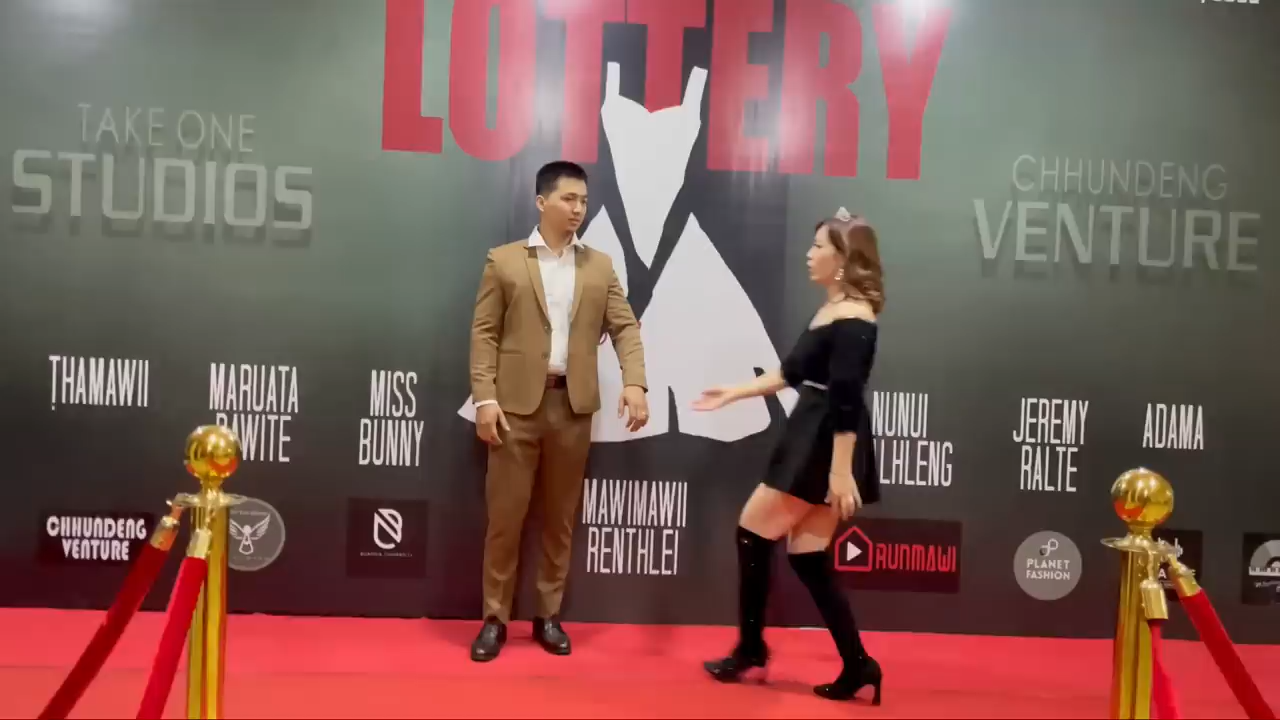 LOTTERY
TAKE ONE
STUDIOS
CHHUNDENG
VENTURE
ṬHAMAWII
MARUATA
MISS
BUNNY
MAWIMAWII
RENTHLEI
NUNUI
JEREMY
RALTE
ADAMA
CHHUNDENG
VENTURE
RUNMAWI
PLANET
FASHION